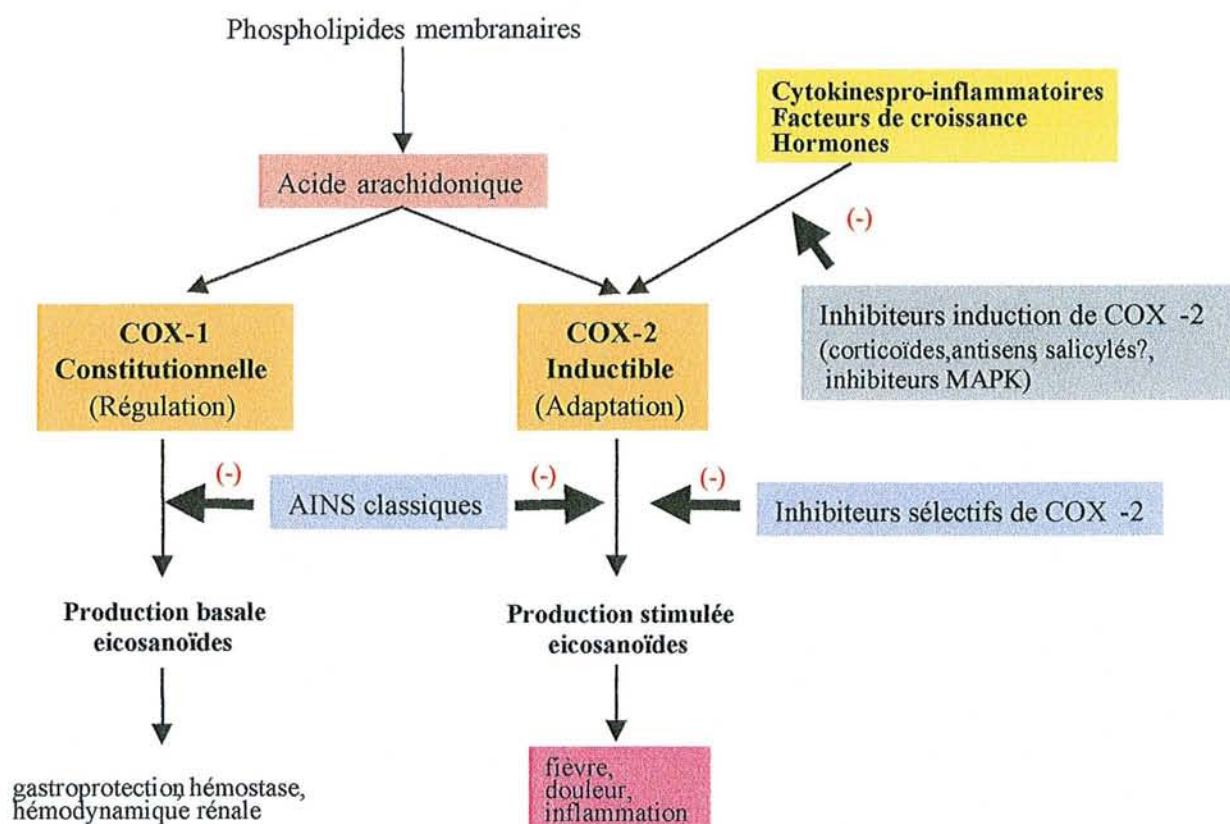 Phospholipides membranaires
Cytokinespro-inflammatoires
Facteurs de croissance
Hormones
Acide arachidonique
(-)
COX-1
Constitutionnelle
(Régulation)
COX-2
Inductible
(Adaptation)
Inhibiteurs induction de COX -2
(corticoïdes,antisens, salicylés?,
inhibiteurs MAPK)
(-)
AINS classiques
(-)
(-)
Inhibiteurs sélectifs de COX -2
Production basale
eicosanoïdes
Production stimulée
eicosanoïdes
gastroprotection, hémostase,
hémodynamique rénale
fièvre,
douleur,
inflammation